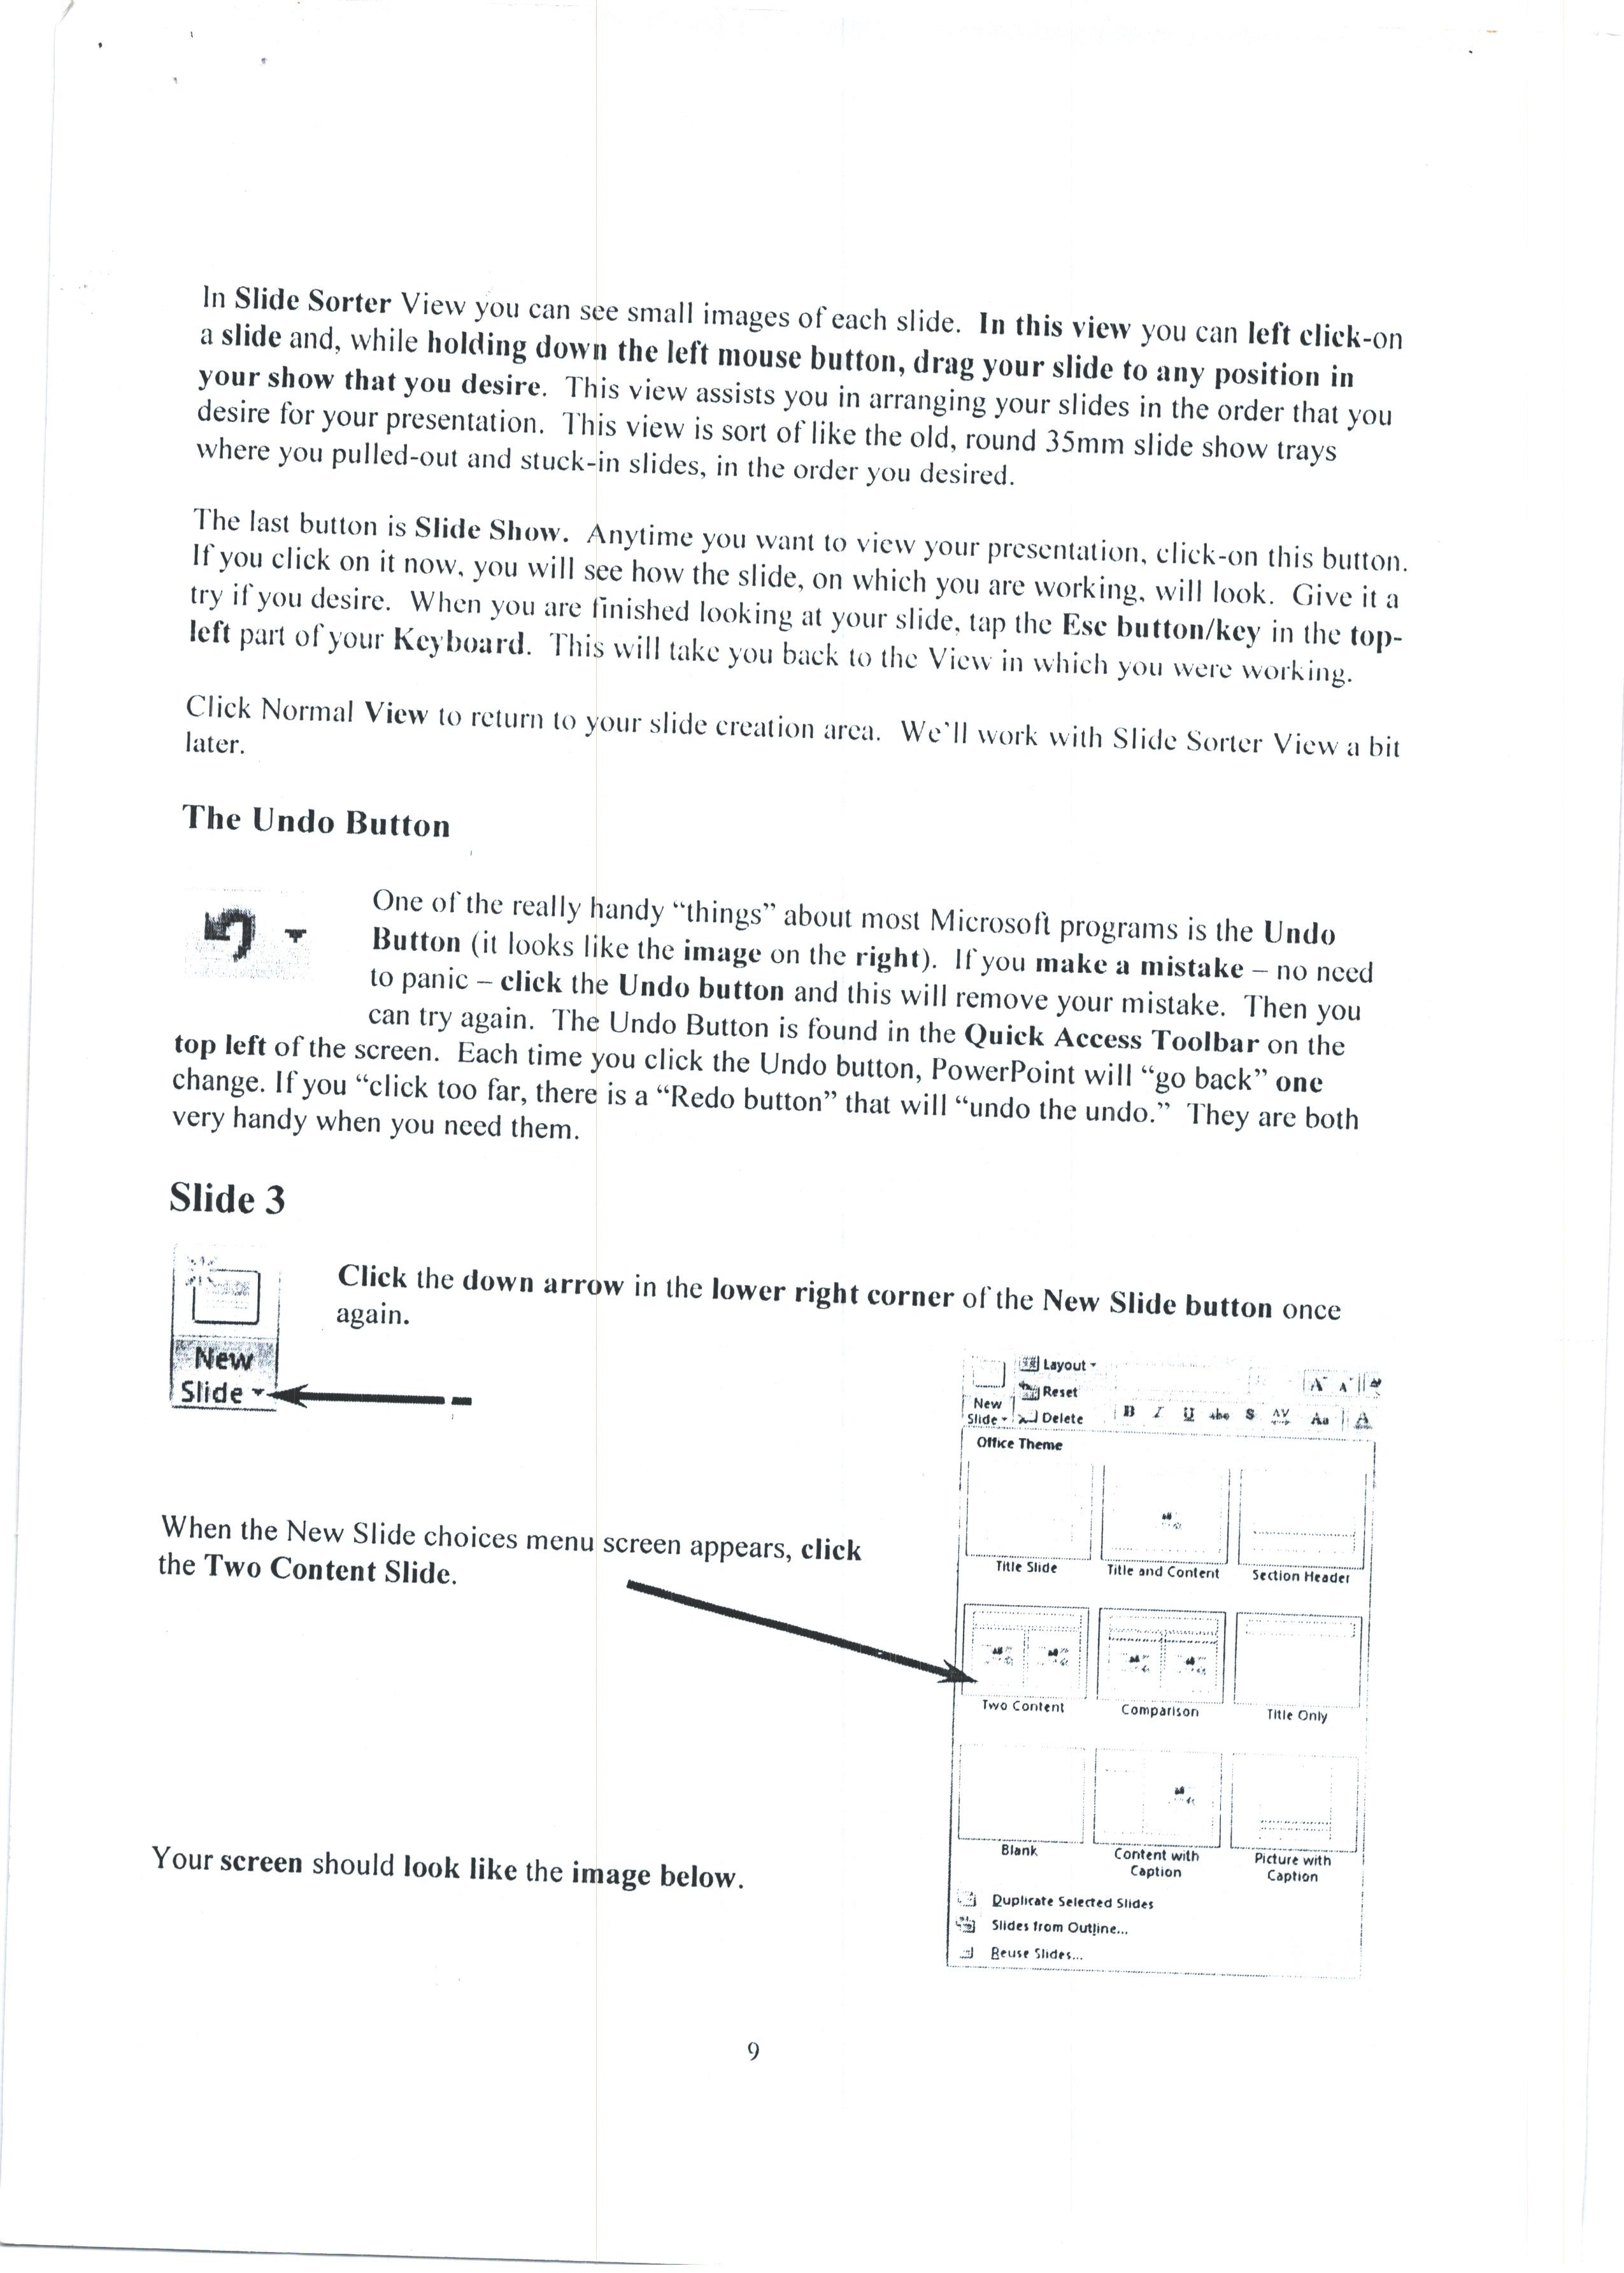 In Slide Sorter View you can see small images of each slide.  In this view you can left click-on
a slide and, while holding down the left mouse button, drag your slide to any position in
your show that you desire.  This view assists you in arranging your slides in the order that you
desire for your presentation.  This view is sort of like the old, round 35mm slide show trays
where you pulled-out and stuck-in slides, in the order you desired.
The last button is Slide Show.  Anytime you want to view your presentation, click-on this button.
If you click on it now, you will see how the slide, on which you are working, will look.  Give it a
try if you desire.  When you are finished looking at your slide, tap the Esc button/key in the top-
left part of your Keyboard.  This will take you back to the View in which you were working.
Click Normal View to return to your slide creation area.  We'll work with Slide Sorter View a bit
later.
The Undo Button
One of the really handy “things” about most Microsoft programs is the Undo
Button (it looks like the image on the right).  If you make a mistake – no need
to panic – click the Undo button and this will remove your mistake.  Then you
can try again.  The Undo Button is found in the Quick Access Toolbar on the
top left of the screen.  Each time you click the Undo button, PowerPoint will “go back” one
change. If you “click too far, there is a “Redo button” that will “undo the undo.”  They are both
very handy when you need them.
Slide 3
Click the down arrow in the lower right corner of the New Slide button once
again.
New
Slide
Layout
Reset
New
Slide
Delete
B I U abc S AV Aa A
A A
Office Theme
Title Slide
Title and Content
Section Header
When the New Slide choices menu screen appears, click
the Two Content Slide.
Two Content
Comparison
Title Only
Blank
Content with
Caption
Picture with
Caption
Your screen should look like the image below.
Duplicate Selected Slides
Slides from Outline...
Reuse Slides...
9